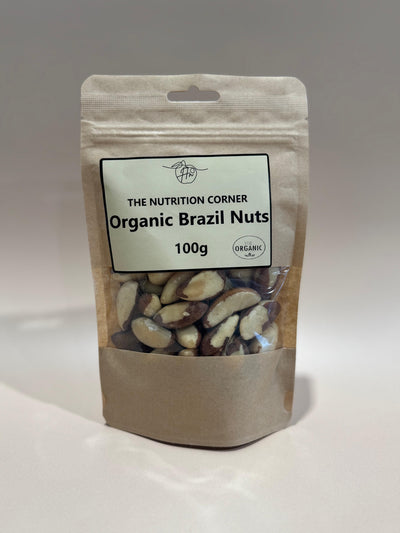 THE NUTRITION CORNER
Organic Brazil Nuts
100g
ORGANIC